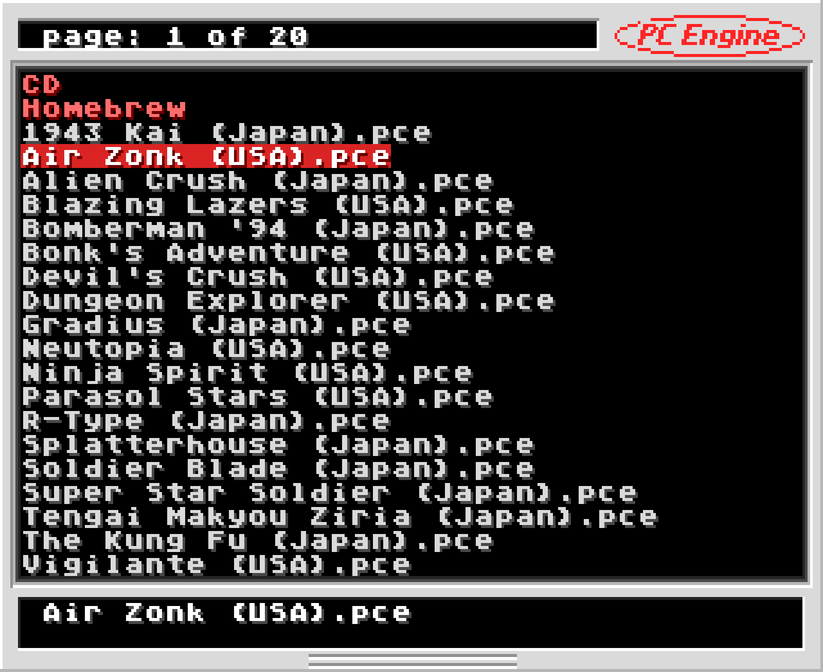 page: 1 of 20
PC Engine
CD
Homebrew
1943 Kai (Japan).pce
Air Zonk (USA).pce
Alien Crush (Japan).pce
Blazing Lazers (USA).pce
Bomberman '94 (Japan).pce
Bonk's Adventure (USA).pce
Devil's Crush (USA).pce
Dungeon Explorer (USA).pce
Gradius (Japan).pce
Neutopia (USA).pce
Ninja Spirit (USA).pce
Parasol Stars (USA).pce
R-Type (Japan).pce
Splatterhouse (Japan).pce
Soldier Blade (Japan).pce
Super Star Soldier (Japan).pce
Tengai Makyou Ziria (Japan).pce
The Kung Fu (Japan).pce
Vigilante (USA).pce
Air Zonk (USA).pce